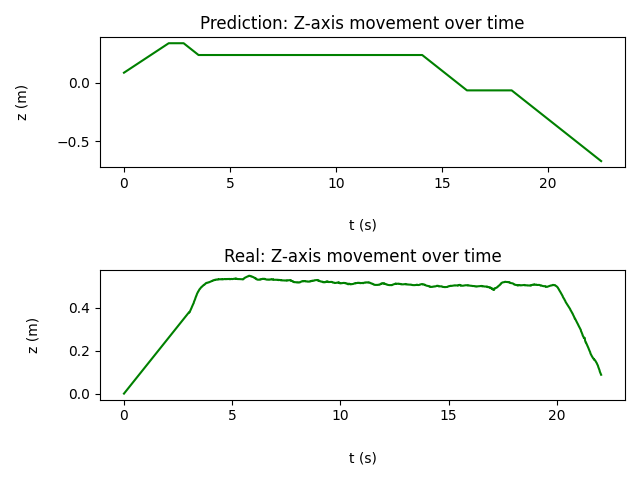 Prediction: Z-axis movement over time
0.0
−0.5
z (m)
0
5
10
15
20
t (s)
Real: Z-axis movement over time
0.4
0.2
0.0
z (m)
0
5
10
15
20
t (s)